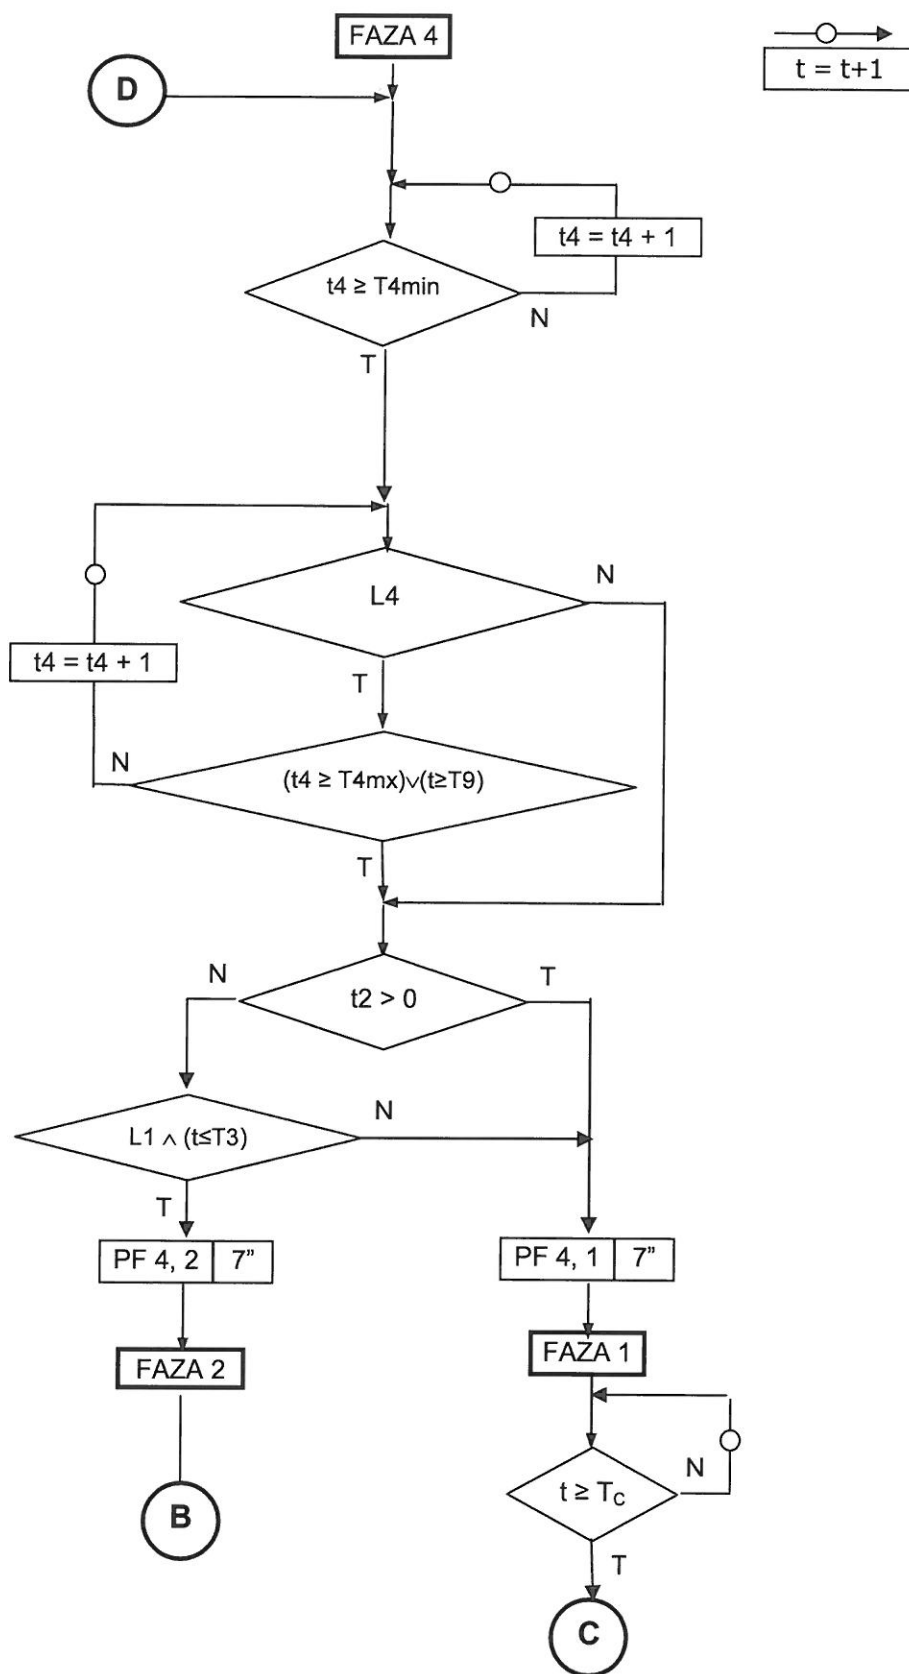 FAZA 4
D
t = t+1
t4 = t4 + 1
t4 ≥ T4min
N
T
N
L4
t4 = t4 + 1
T
N
(t4 ≥ T4mx)∨(t≥T9)
T
N
T
t2 > 0
N
L1 ∧ (t≤T3)
T
PF 4, 2 7”
PF 4, 1 7”
FAZA 1
FAZA 2
N
t ≥ TC
B
T
C